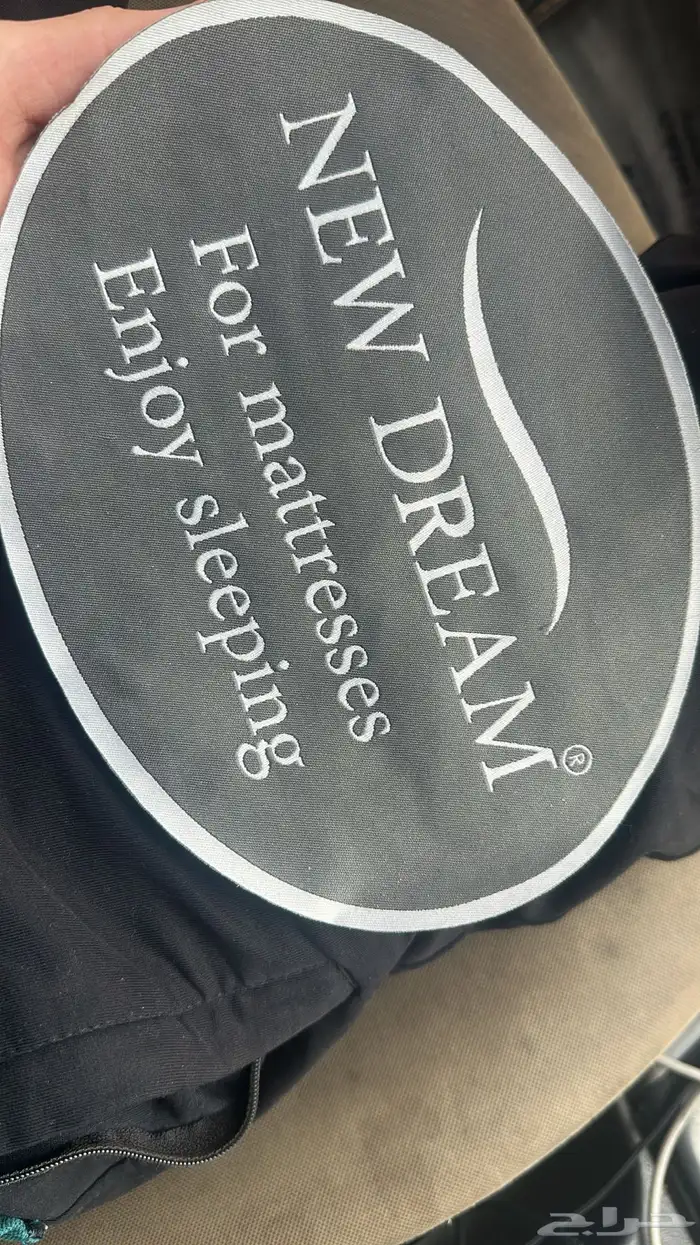 NEW DREAM®
For mattresses
Enjoy sleeping
حراج